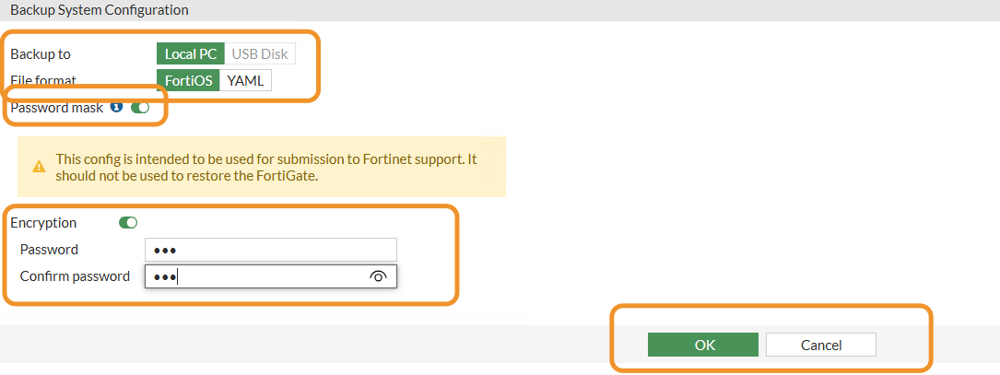 Backup System Configuration
Backup to Local PC USB Disk
File format FortiOS YAML
Password mask
This config is intended to be used for submission to Fortinet support. It
should not be used to restore the FortiGate.
Encryption
Password •••
Confirm password •••
OK Cancel